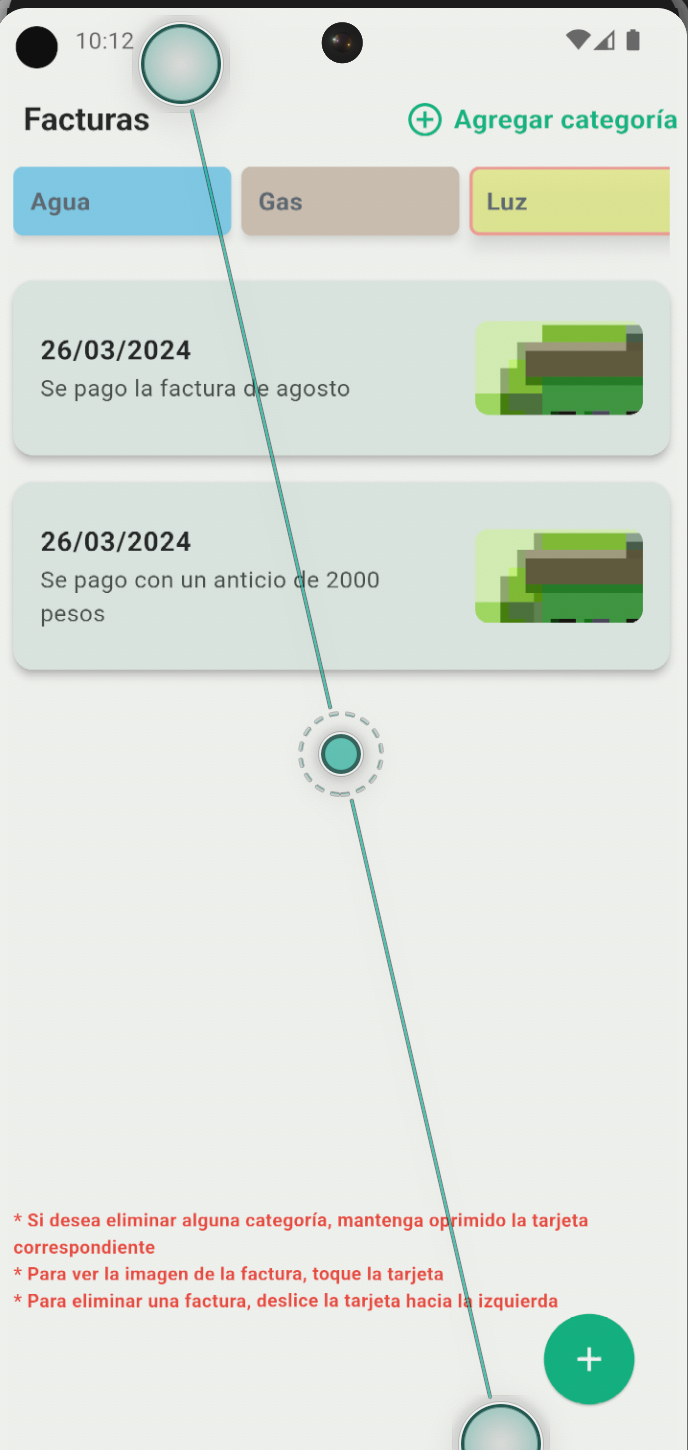 10:12
Facturas
Agregar categoría
Agua
Gas
Luz
26/03/2024
Se pago la factura de agosto
26/03/2024
Se pago con un anticio de 2000
pesos
* Si desea eliminar alguna categoría, mantenga oprimido la tarjeta
correspondiente
* Para ver la imagen de la factura, toque la tarjeta
* Para eliminar una factura, deslice la tarjeta hacia la izquierda